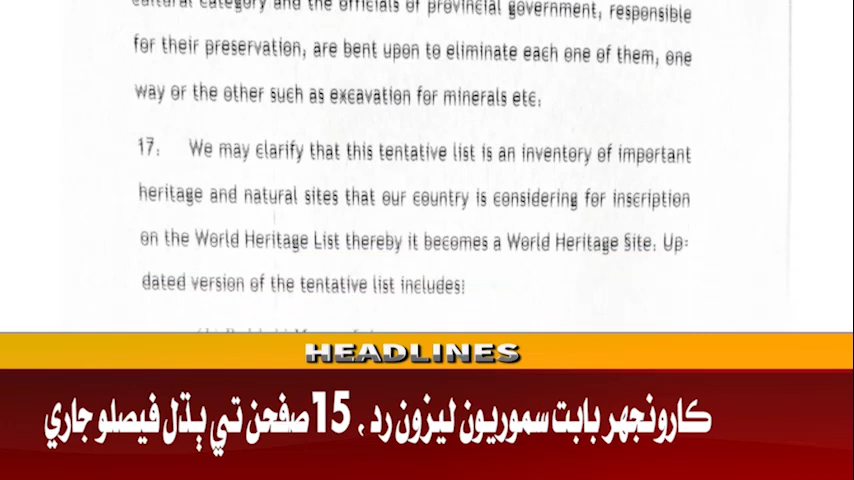 cultural category and the officials of provincial government, responsible
for their preservation, are bent upon to eliminate each one of them, one
way or the other such as excavation for minerals etc.
17. We may clarify that this tentative list is an inventory of important
heritage and natural sites that our country is considering for inscription
on the World Heritage List thereby it becomes a World Heritage Site. Up-
dated version of the tentative list includes:
HEADLINES
ڪارونجهر بابت سموريون ليزون رد ، 15 صفحن تي ٻڌل فيصلو جاري